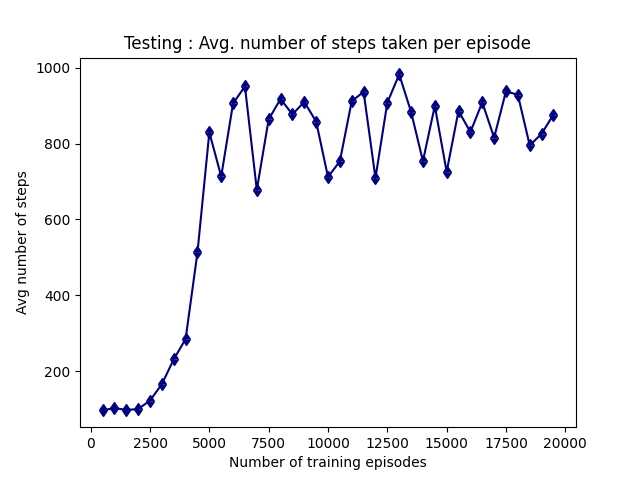 Testing : Avg. number of steps taken per episode
1000
800
600
400
200
Avg number of steps
0 2500 5000 7500 10000 12500 15000 17500 20000
Number of training episodes